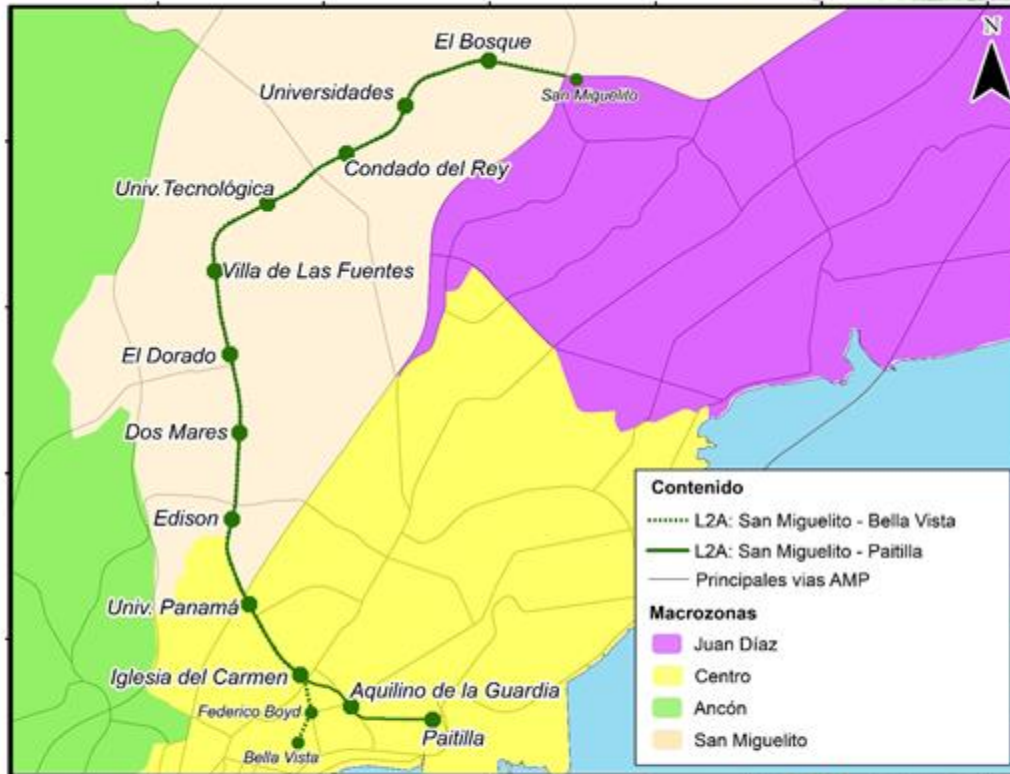 N
El Bosque
San Miguelito
Universidades
Condado del Rey
Univ.Tecnológica
Villa de Las Fuentes
El Dorado
Dos Mares
Edison
Univ. Panamá
Iglesia del Carmen
Aquilino de la Guardia
Federico Boyd
Paitilla
Bella Vista
Contenido
L2A: San Miguelito - Bella Vista
L2A: San Miguelito - Paitilla
Principales vias AMP
Macrozonas
Juan Díaz
Centro
Ancón
San Miguelito